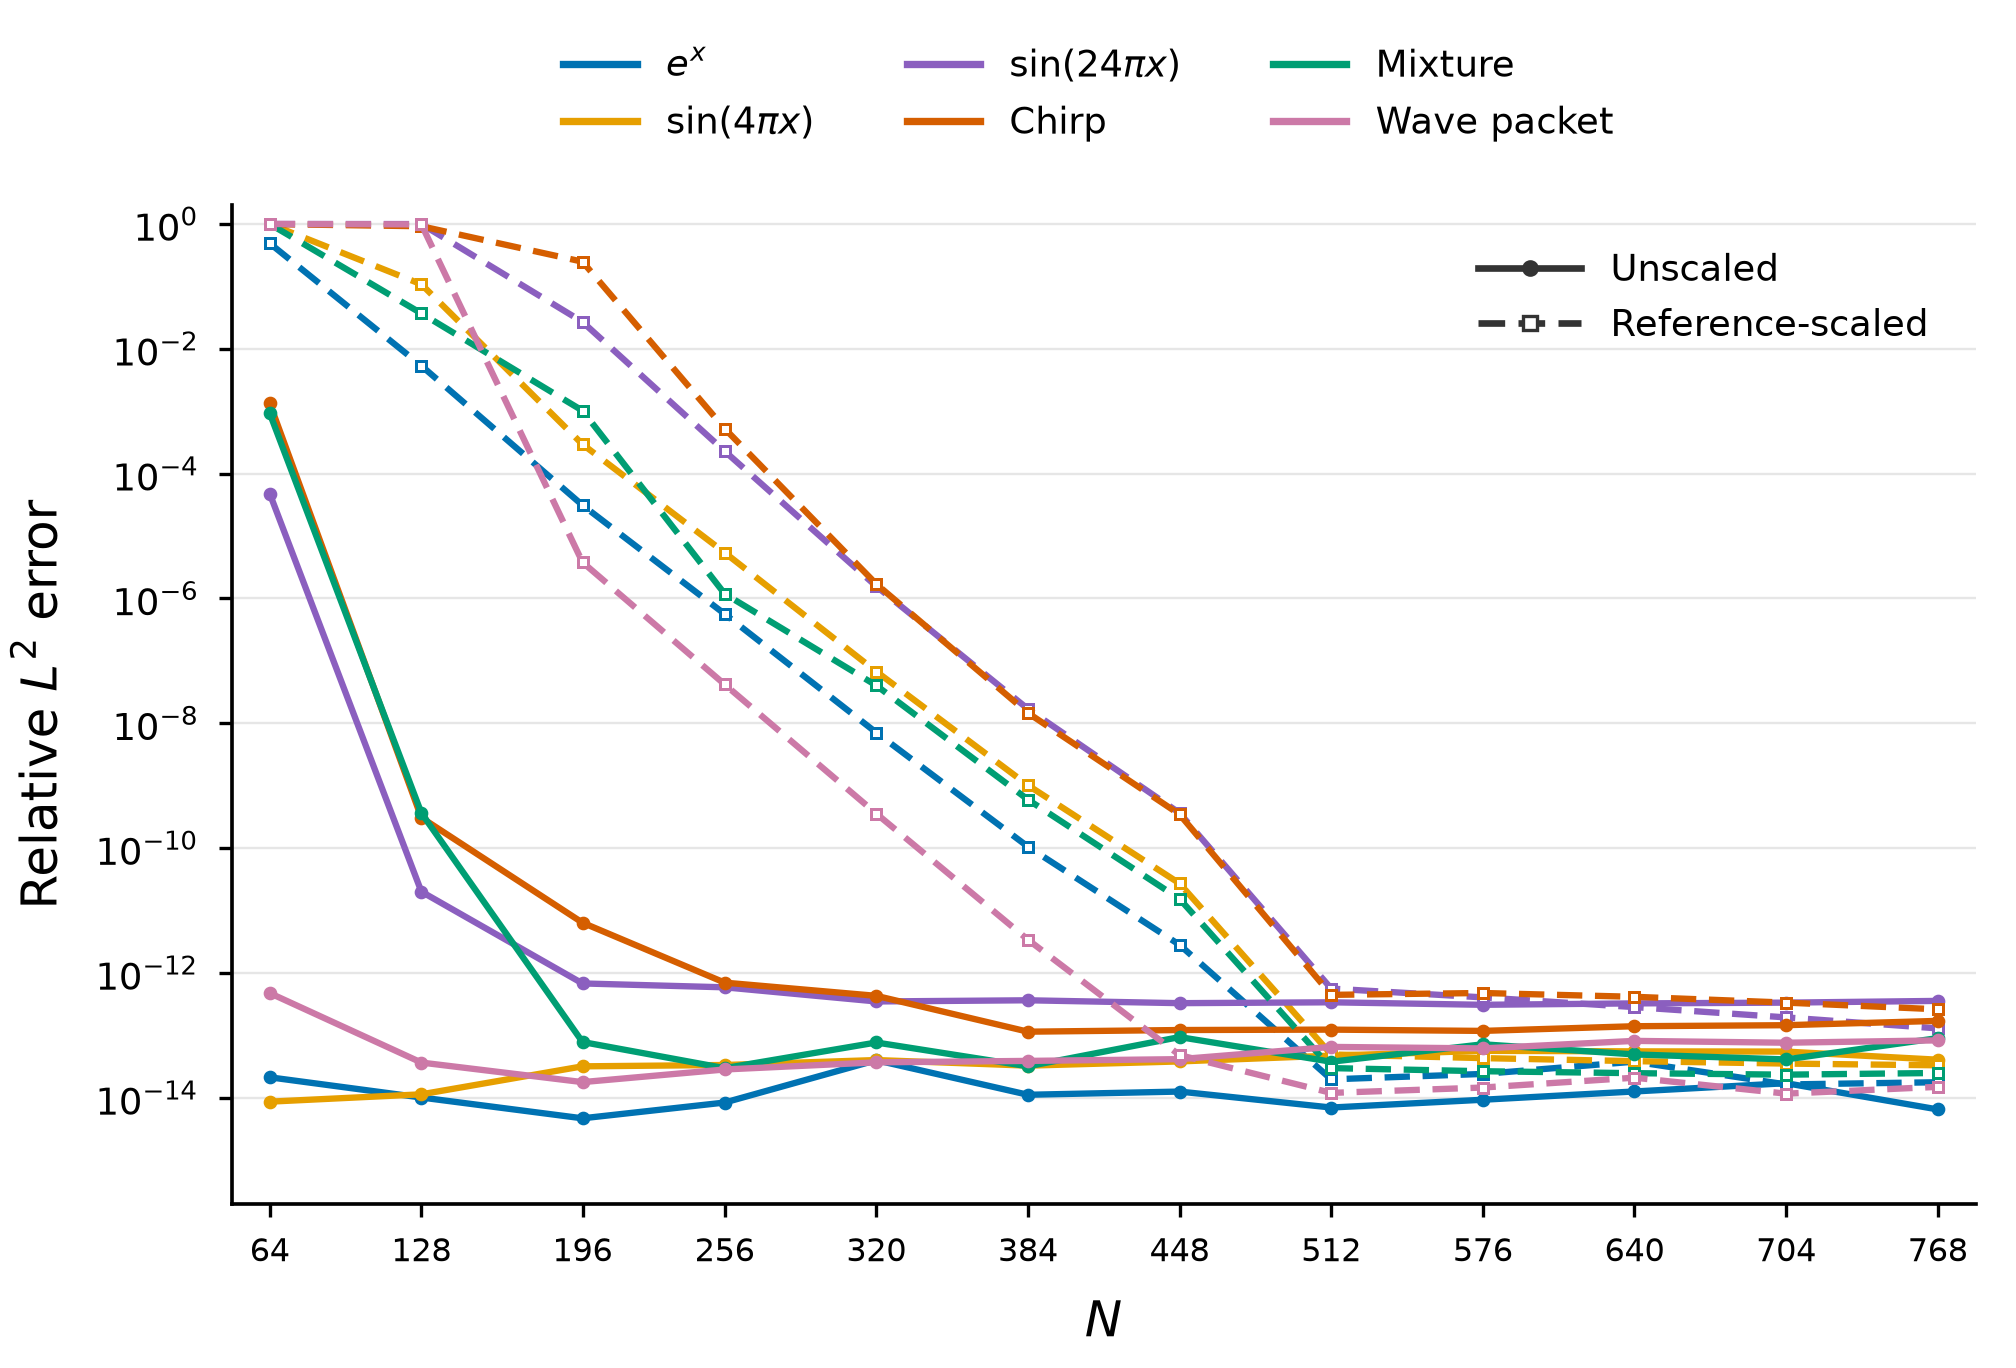 e^x sin(24πx) Mixture
sin(4πx) Chirp Wave packet
Unscaled
Reference-scaled
Relative L^2 error
10^0
10^−2
10^−4
10^−6
10^−8
10^−10
10^−12
10^−14
64 128 196 256 320 384 448 512 576 640 704 768
N